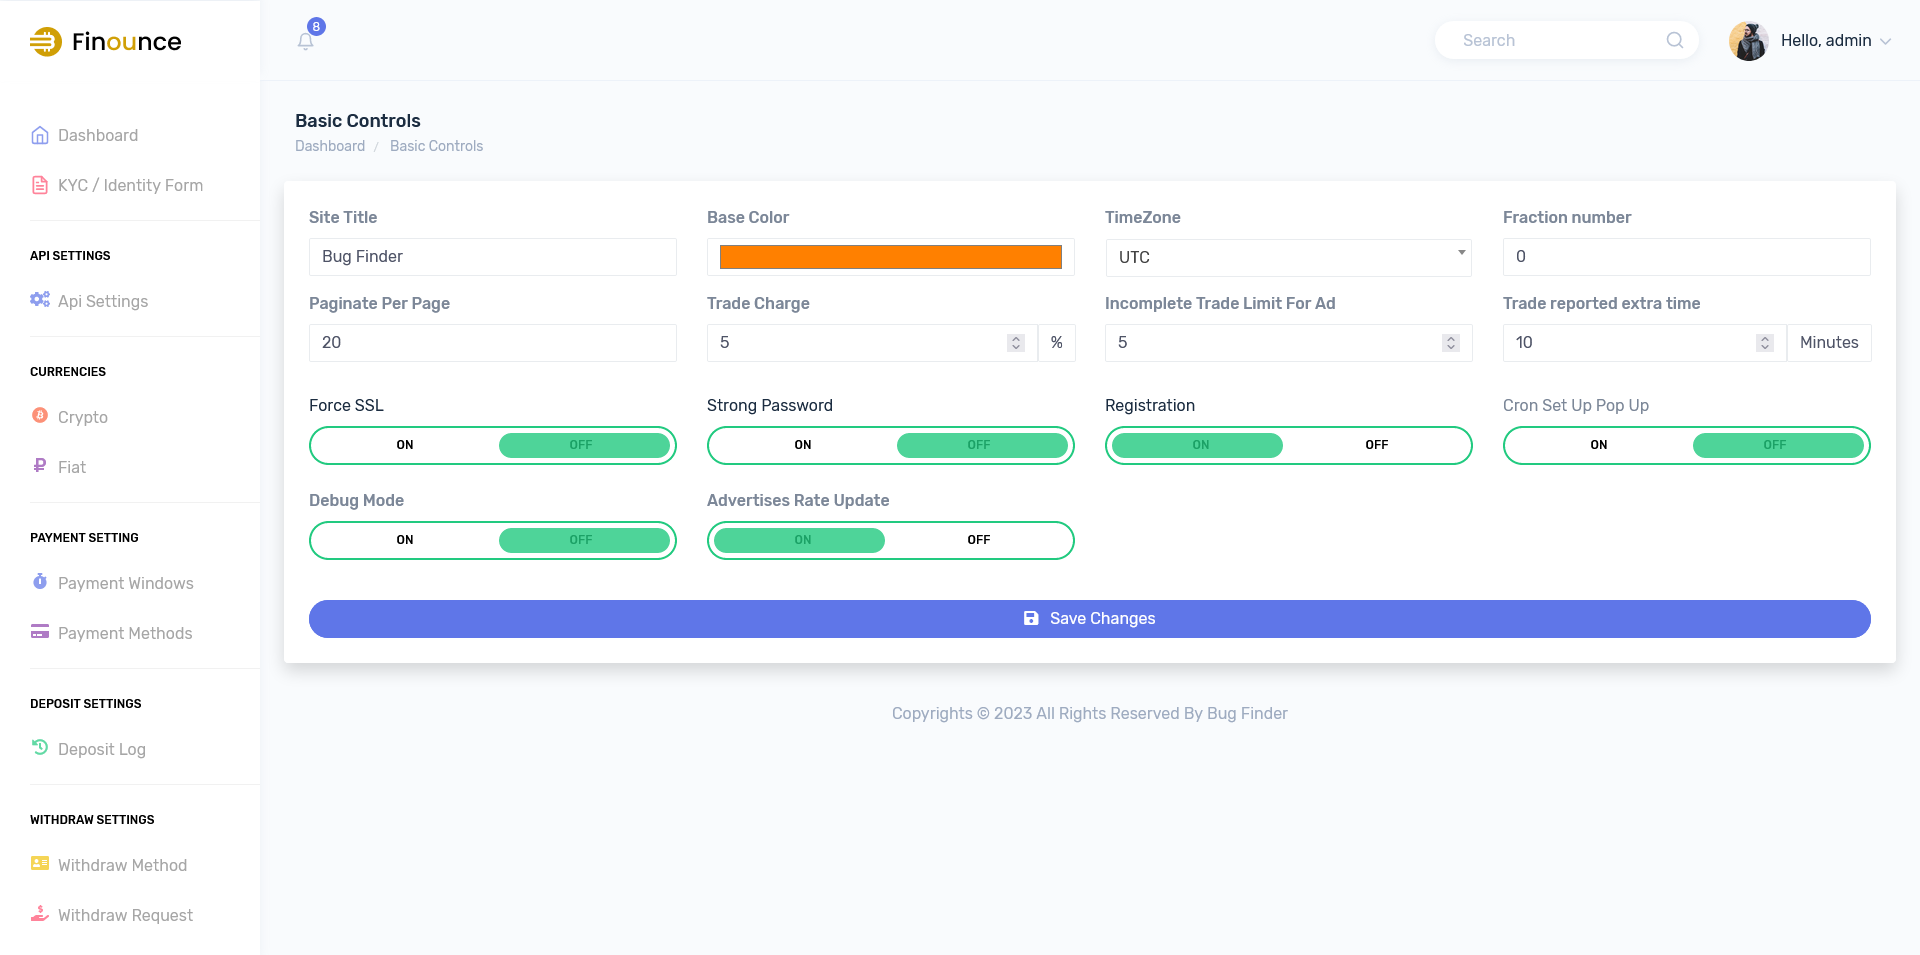 Finounce
8
Search
Hello, admin
Dashboard
KYC / Identity Form
API SETTINGS
Api Settings
CURRENCIES
Crypto
Fiat
PAYMENT SETTING
Payment Windows
Payment Methods
DEPOSIT SETTINGS
Deposit Log
WITHDRAW SETTINGS
Withdraw Method
Withdraw Request
Basic Controls
Dashboard / Basic Controls
Site Title
Bug Finder
Base Color
TimeZone
UTC
Fraction number
0
Paginate Per Page
20
Trade Charge
5 %
Incomplete Trade Limit For Ad
5
Trade reported extra time
10 Minutes
Force SSL
ON OFF
Strong Password
ON OFF
Registration
ON OFF
Cron Set Up Pop Up
ON OFF
Debug Mode
ON OFF
Advertises Rate Update
ON OFF
Save Changes
Copyrights © 2023 All Rights Reserved By Bug Finder